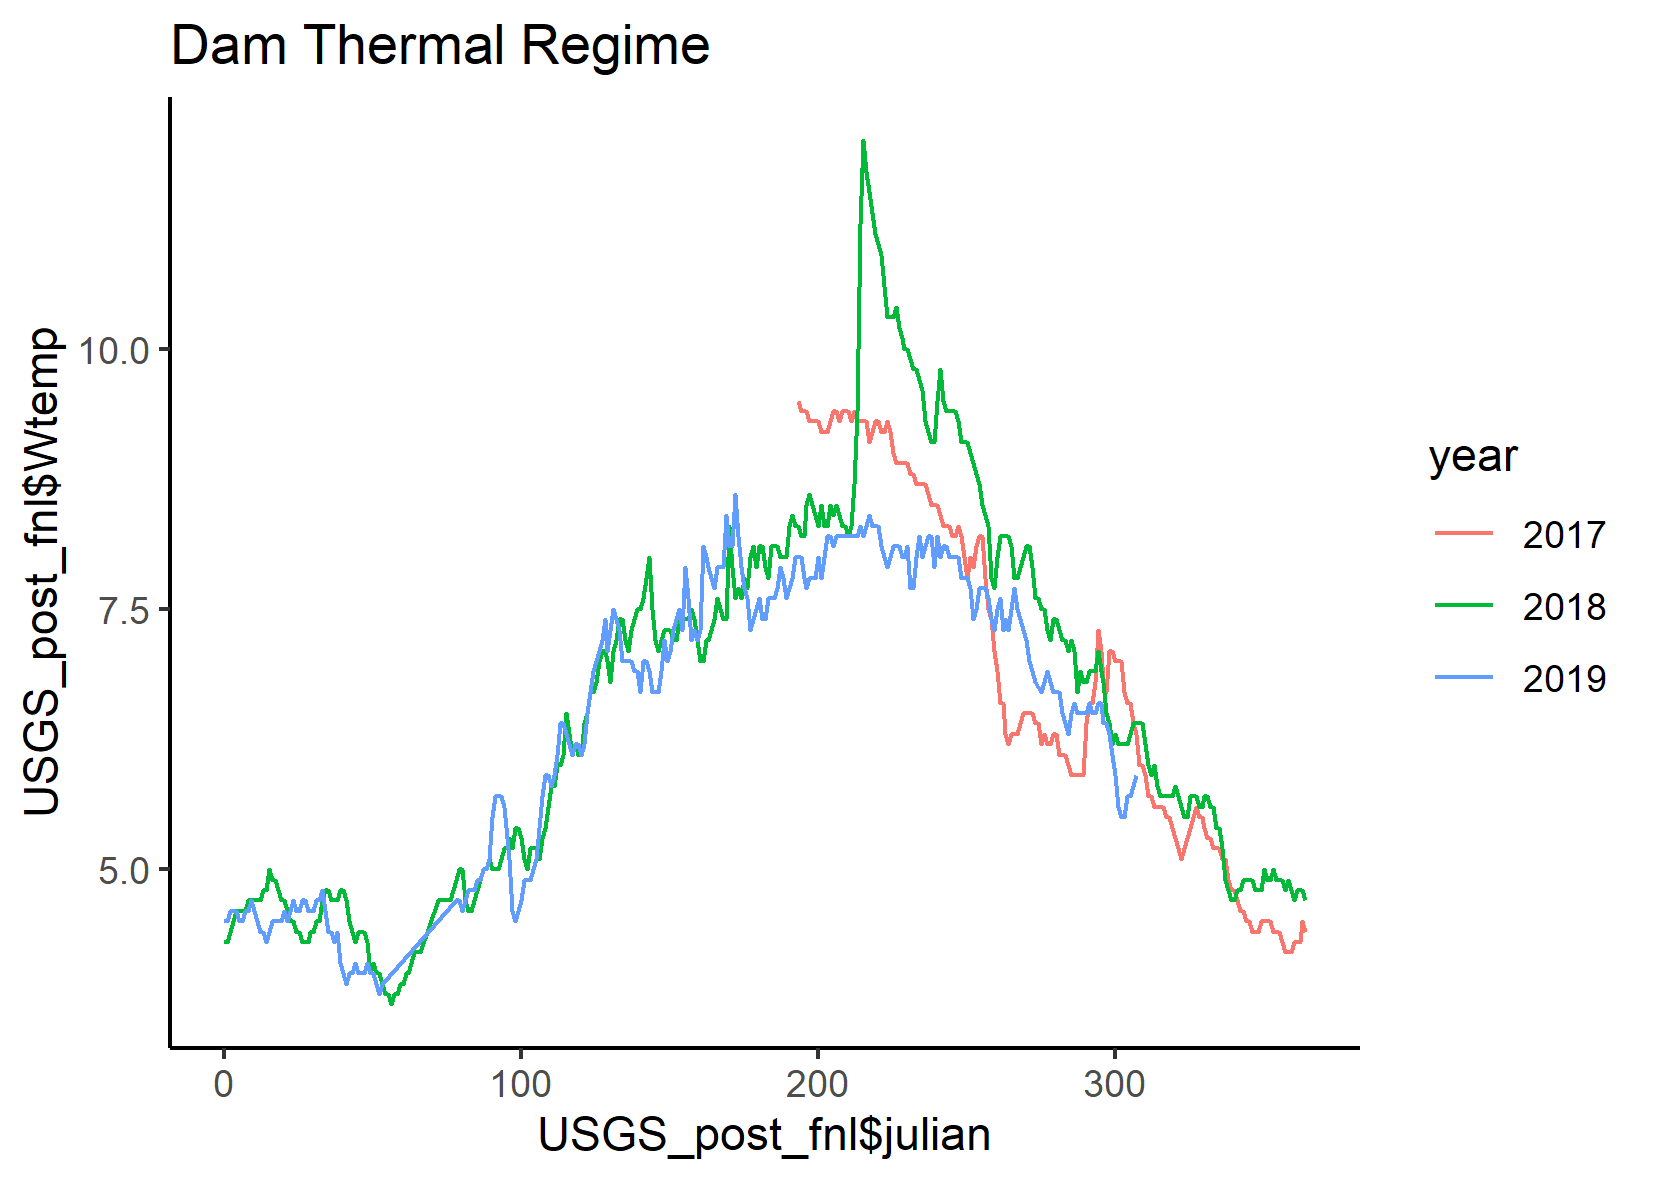 Dam Thermal Regime
USGS_post_fnl$Wtemp
10.0
7.5
5.0
0 100 200 300
USGS_post_fnl$julian
year
2017
2018
2019